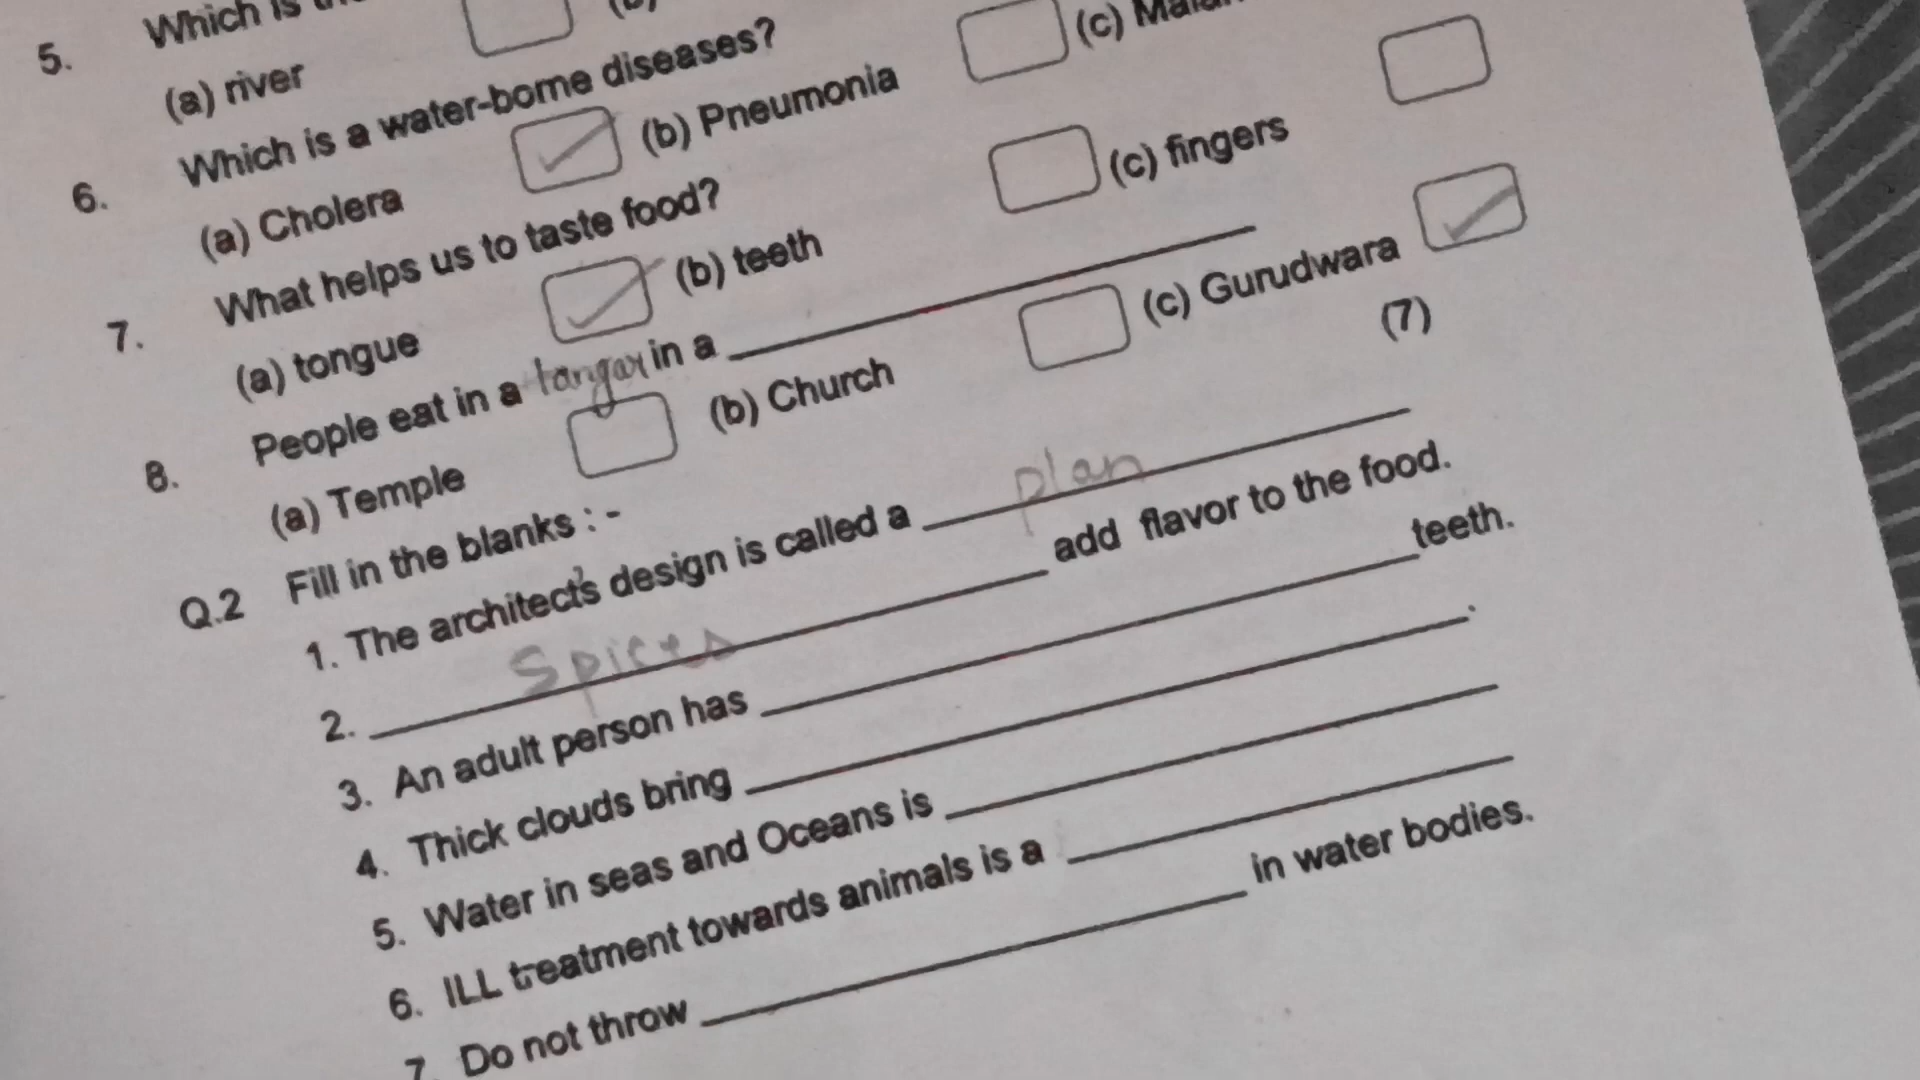 5. Which is
(a) river
6. Which is a water-borne diseases?
(a) Cholera (b) Pneumonia (c)
7. What helps us to taste food?
(a) tongue (b) teeth (c) fingers
8. People eat in a langar in a
(a) Temple (b) Church (c) Gurudwara
Q.2 Fill in the blanks : - (7)
1. The architect's design is called a plan
2. Spices add flavor to the food.
3. An adult person has teeth.
4. Thick clouds bring .
5. Water in seas and Oceans is
6. ILL treatment towards animals is a
7 Do not throw in water bodies.